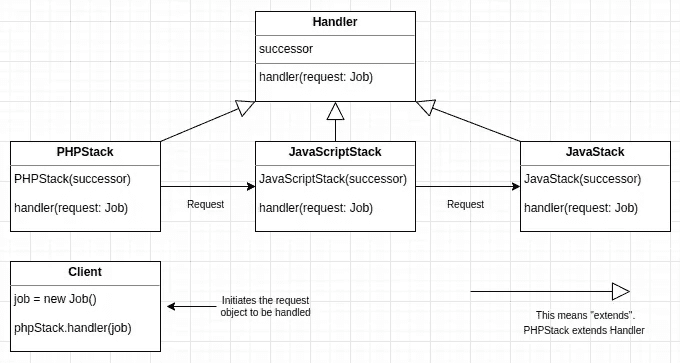 Handler
successor
handler(request: Job)
PHPStack
PHPStack(successor)
handler(request: Job)
Request
JavaScriptStack
JavaScriptStack(successor)
handler(request: Job)
Request
JavaStack
JavaStack(successor)
handler(request: Job)
Client
job = new Job()
phpStack.handler(job)
Initiates the request
object to be handled
This means "extends".
PHPStack extends Handler